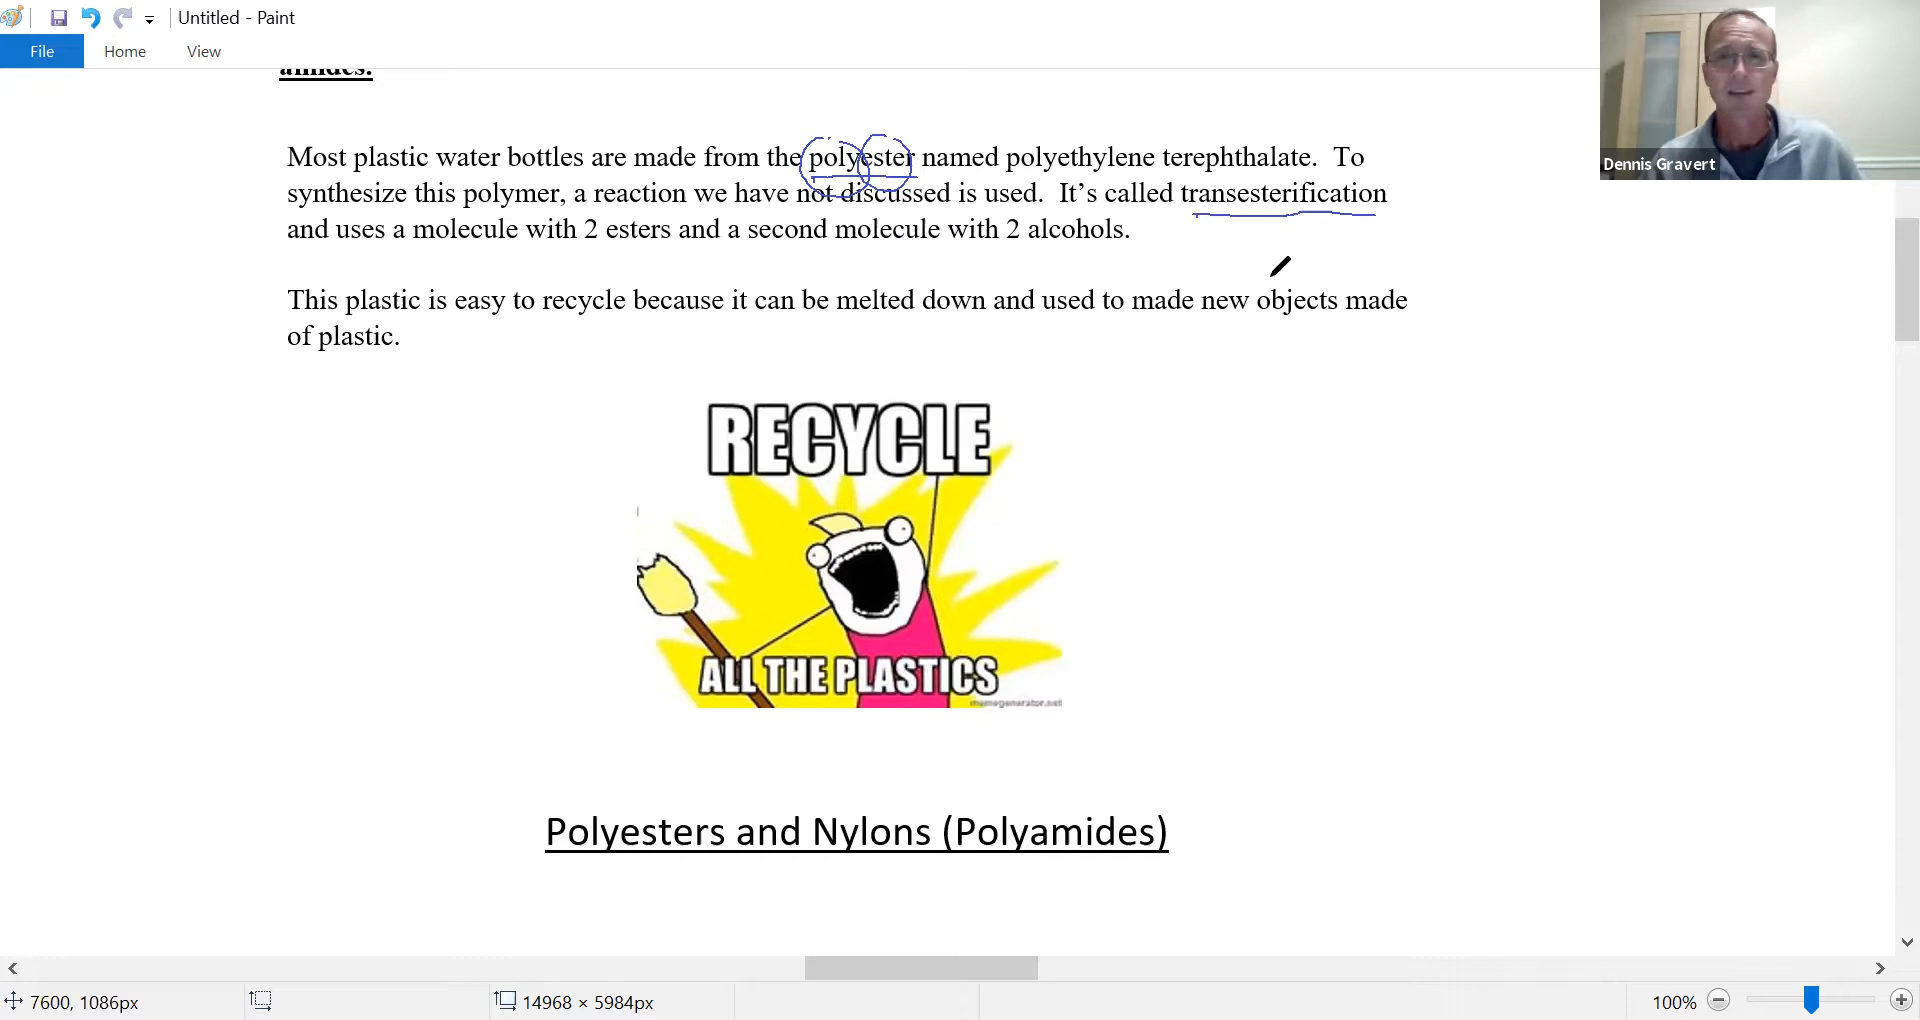 Untitled - Paint
File Home View
amides.
Most plastic water bottles are made from the polyester named polyethylene terephthalate. To
synthesize this polymer, a reaction we have not discussed is used. It's called transesterification
and uses a molecule with 2 esters and a second molecule with 2 alcohols.
This plastic is easy to recycle because it can be melted down and used to made new objects made
of plastic.
RECYCLE
ALL THE PLASTICS
memegenerator.net
Polyesters and Nylons (Polyamides)
Dennis Gravert
7600, 1086px
14968 × 5984px
100%